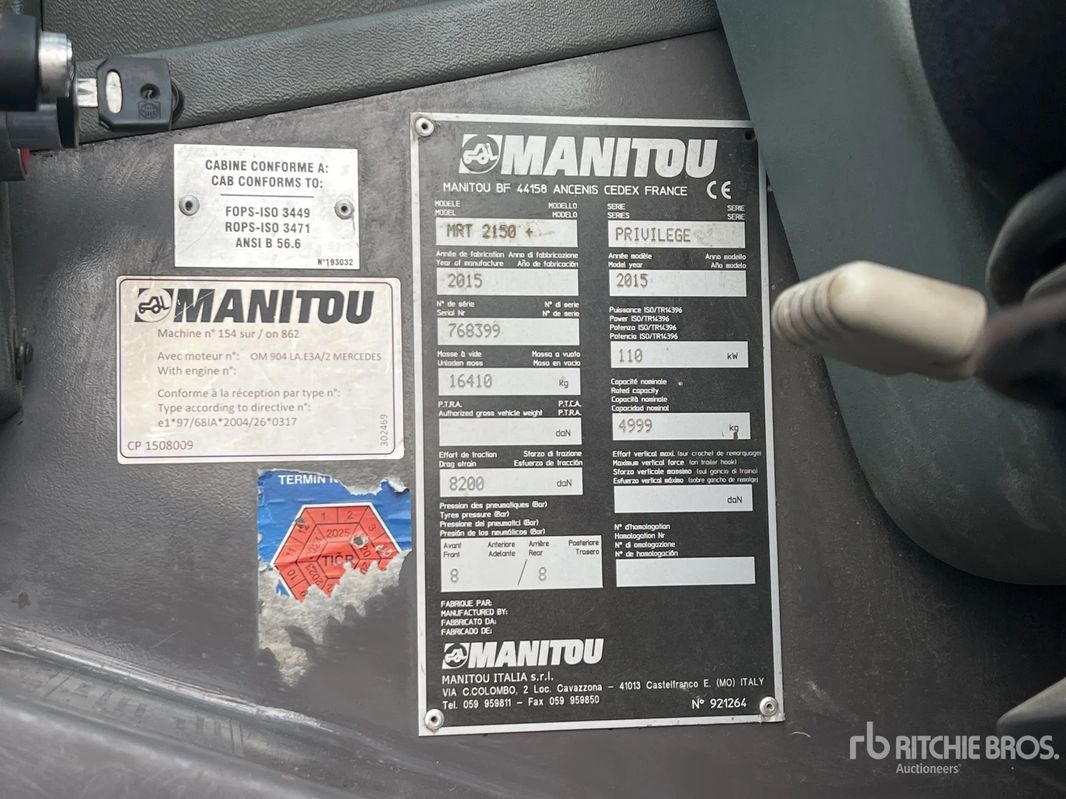 CABINE CONFORME A:
CAB CONFORMS TO:
FOPS-ISO 3449
ROPS-ISO 3471
ANSI B 56.6
N°193032
MANITOU
Machine n° 154 sur / on 862
Avec moteur n°: OM 904 LA.E3A/2 MERCEDES
With engine n°:
Conforme à la réception par type n°:
Type according to directive n°:
e1*97/68IA*2004/26*0317
CP 1508009
302469
TERMIN
1 2 3
2025
TIČR
MANITOU
MANITOU BF 44158 ANCENIS CEDEX FRANCE CE
MODELE MODELLO
MODEL MODELO
MRT 2150 +
SERIE SERIE
SERIES SERIE
PRIVILEGE
Année de fabrication Anno di fabbricazione
Year of manufacture Año de fabricación
2015
Année modèle Anno modello
Model year Año modelo
2015
N° de série N° di serie
Serial Nr N° de serie
768399
Puissance ISO/TR14396
Power ISO/TR14396
Potenza ISO/TR14396
Potencia ISO/TR14396
110 kW
Masse à vide Massa a vuoto
Unladen mass Masa en vacio
16410 kg
Capacité nominale
Rated capacity
Capacità nominale
Capacidad nominal
4999 kg
P.T.R.A. P.T.C.A.
Authorized gross vehicle weight P.T.R.A.
daN
Effort de traction Sforzo di trazione
Drag strain Esfuerzo de tracción
8200 daN
Effort vertical maxi. (sur crochet de remorquage)
Maximum vertical force (on trailer hook)
Sforzo verticale massimo (sul gancio di traino)
Esfuerzo vertical máximo (sobre gancho de remolque)
daN
Pression des pneumatiques (Bar)
Tyres pressure (Bar)
Pressione dei pneumatici (Bar)
Presión de los neumáticos (Bar)
Avant Anteriore Arrière Posteriore
Front Adelante Rear Trasero
8 / 8
N° d'homologation
Homologation Nr
N° di omologazione
N° de homologación
FABRIQUE PAR:
MANUFACTURED BY:
FABBRICATO DA:
FABRICADO DE:
MANITOU
MANITOU ITALIA s.r.l.
VIA C.COLOMBO, 2 Loc. Cavazzona - 41013 Castelfranco E. (MO) ITALY
Tel. 059 959811 - Fax 059 959850
N° 921264
rb RITCHIE BROS.
Auctioneers